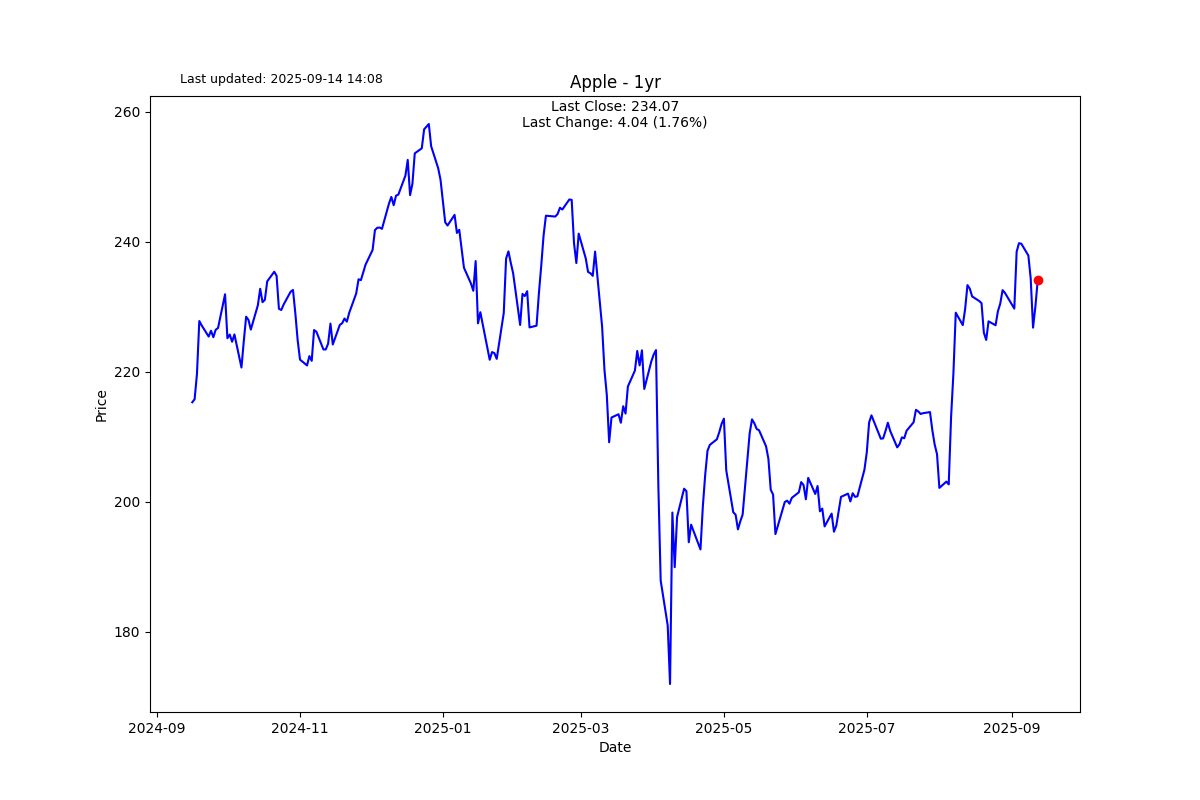 Last updated: 2025-09-14 14:08
Apple - 1yr
Last Close: 234.07
Last Change: 4.04 (1.76%)
260
240
220
200
180
Price
2024-09
2024-11
2025-01
2025-03
2025-05
2025-07
2025-09
Date